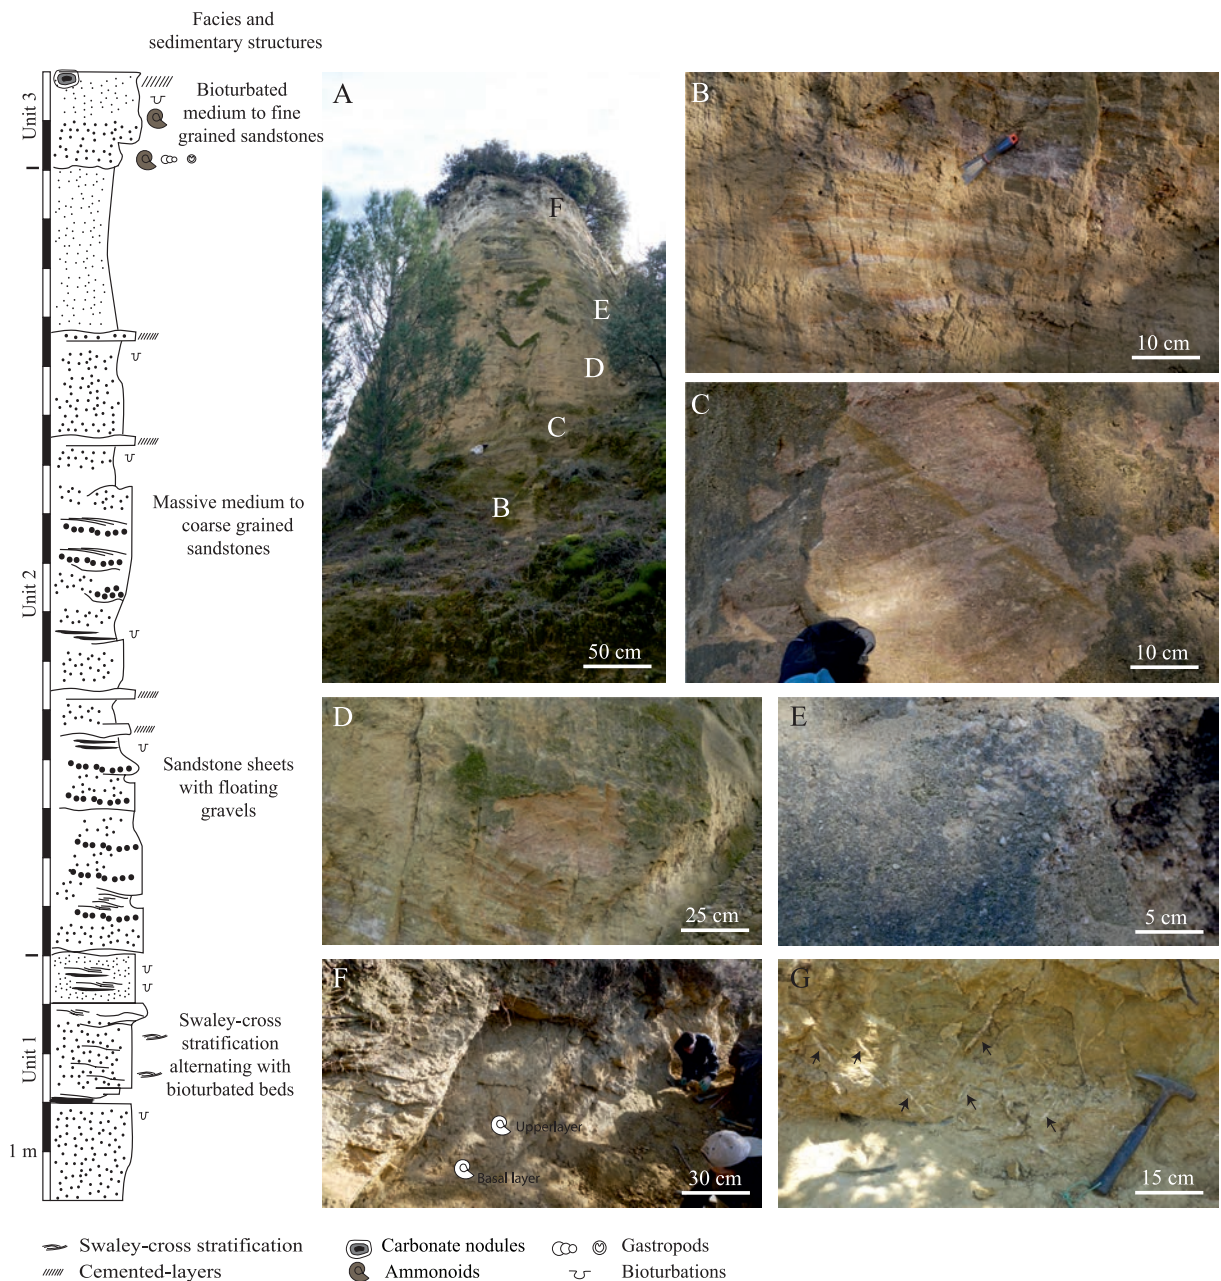 Facies and
sedimentary structures
Unit 3
Bioturbated
medium to fine
grained sandstones
Unit 2
Massive medium to
coarse grained
sandstones
Sandstone sheets
with floating
gravels
Unit 1
Swaley-cross
stratification
alternating with
bioturbated beds
1 m
A
F
E
D
C
B
50 cm
B
10 cm
C
10 cm
D
25 cm
E
5 cm
F
Upperlayer
Basal layer
30 cm
G
15 cm
Swaley-cross stratification
Cemented-layers
Carbonate nodules
Ammonoids
Gastropods
Bioturbations